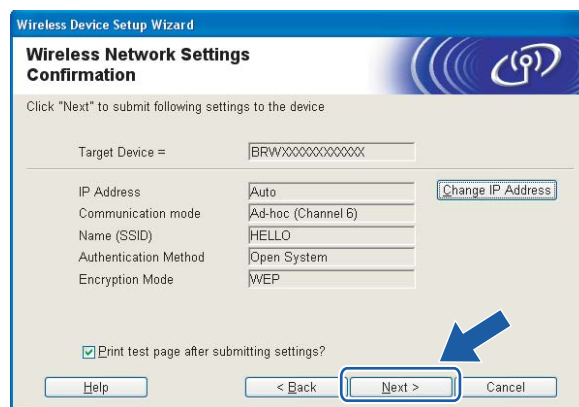 Wireless Device Setup Wizard
Wireless Network Settings
Confirmation
Click "Next" to submit following settings to the device
Target Device = BRWXXXXXXXXXXX
IP Address Auto Change IP Address
Communication mode Ad-hoc (Channel 6)
Name (SSID) HELLO
Authentication Method Open System
Encryption Mode WEP
Print test page after submitting settings?
Help < Back Next > Cancel